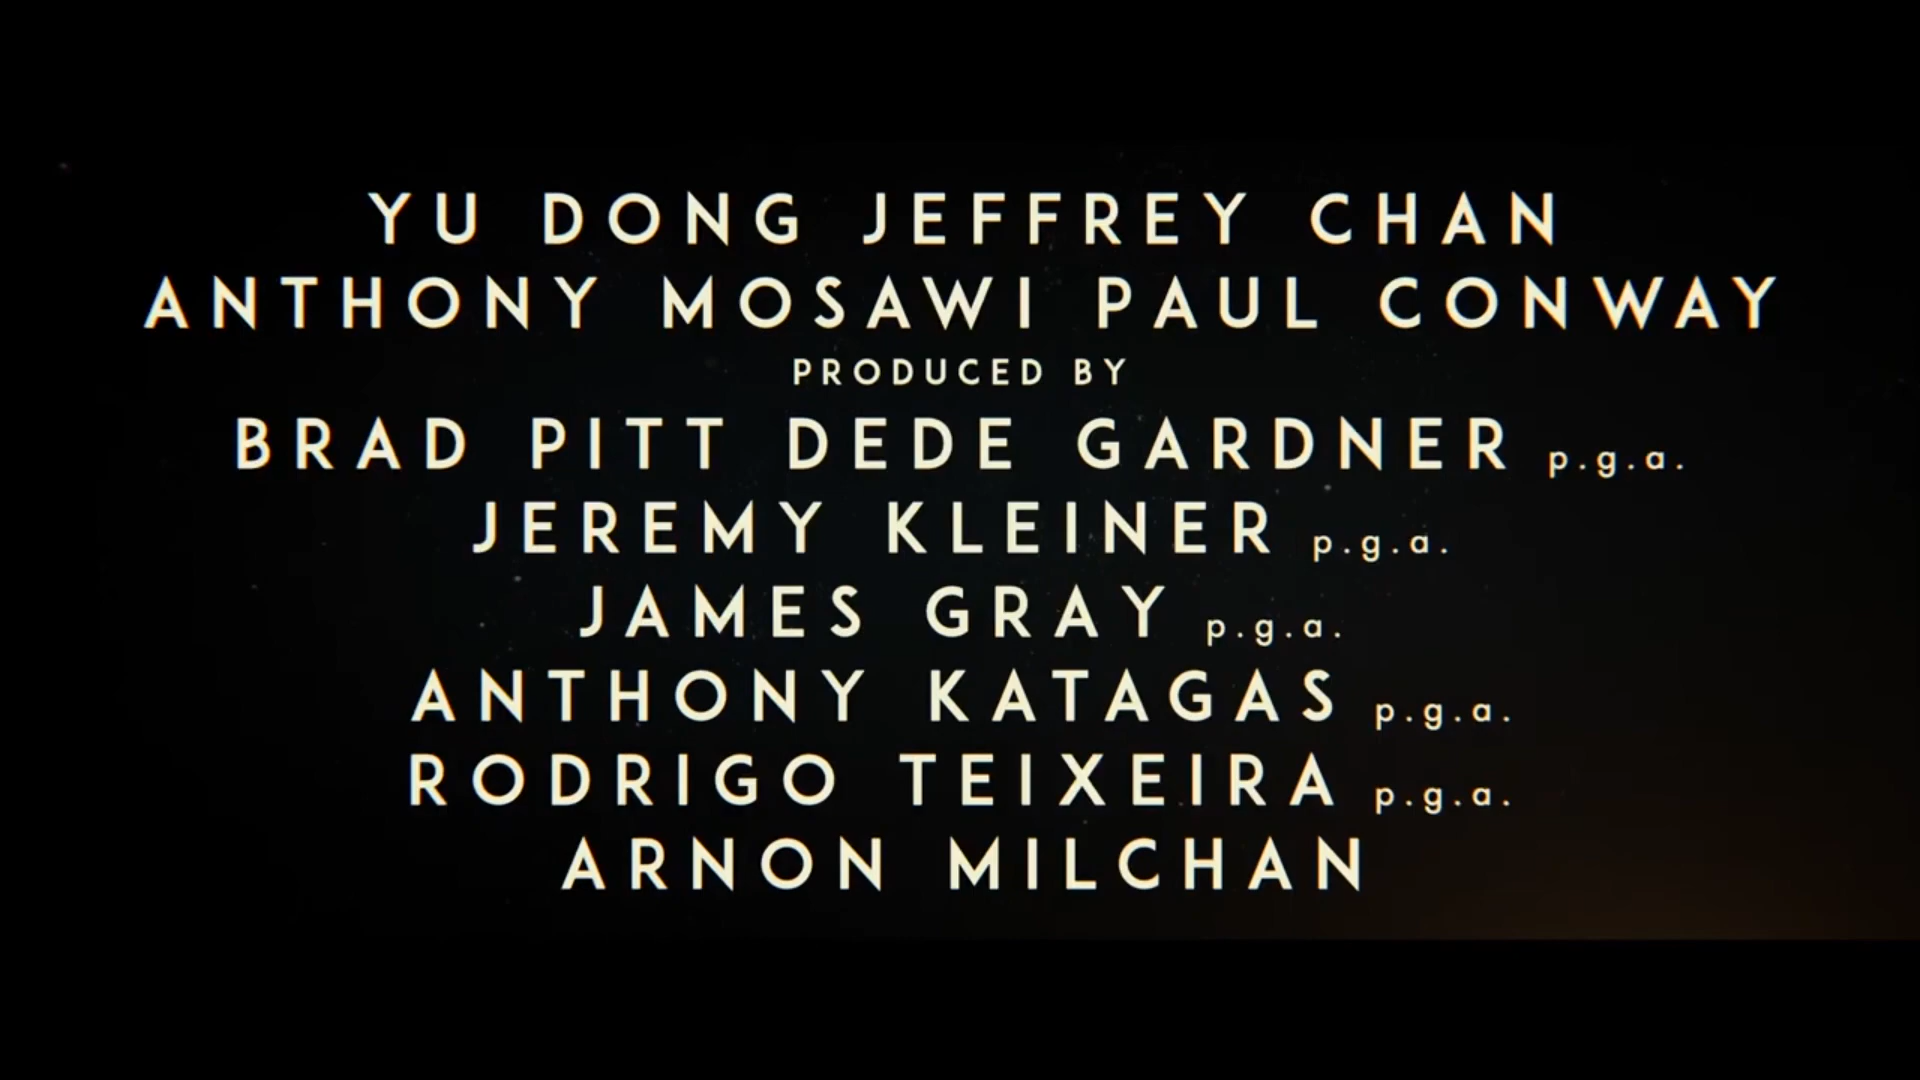 YU DONG JEFFREY CHAN
ANTHONY MOSAWI PAUL CONWAY
PRODUCED BY
BRAD PITT DEDE GARDNER p.g.a.
JEREMY KLEINER p.g.a.
JAMES GRAY p.g.a.
ANTHONY KATAGAS p.g.a.
RODRIGO TEIXEIRA p.g.a.
ARNON MILCHAN